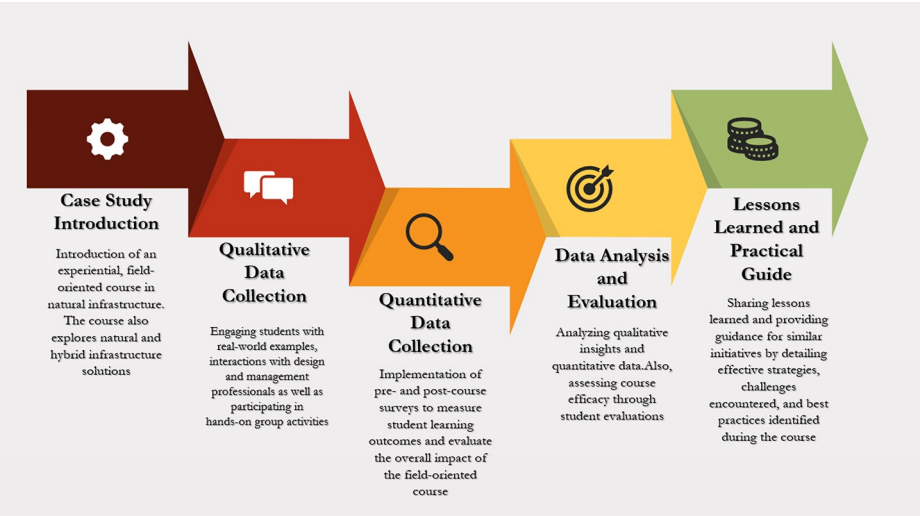 Case Study
Introduction
Introduction of an
experiential, field-
oriented course in
natural infrastructure.
The course also
explores natural and
hybrid infrastructure
solutions
Qualitative
Data
Collection
Engaging students with
real-world examples,
interactions with design
and management
professionals as well as
participating in
hands-on group activities
Quantitative
Data
Collection
Implementation of
pre- and post-course
surveys to measure
student learning
outcomes and evaluate
the overall impact of
the field-oriented
course
Data Analysis
and
Evaluation
Analyzing qualitative
insights and
quantitative data.Also,
assessing course
efficacy through
student evaluations
Lessons
Learned and
Practical
Guide
Sharing lessons
learned and providing
guidance for similar
initiatives by detailing
effective strategies,
challenges
encountered, and best
practices identified
during the course